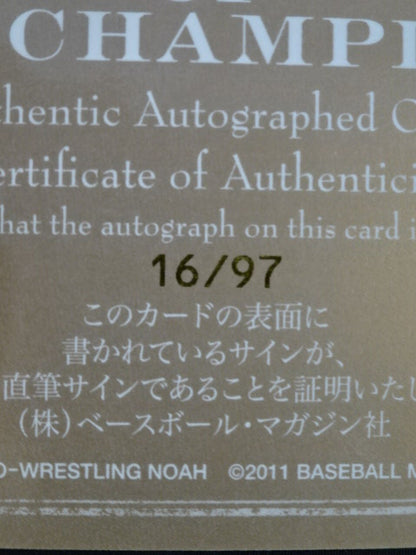 CHAMPI
thentic Autographed C
ertificate of Authentici
hat the autograph on this card i
16/97
このカードの表面に
書かれているサインが、
直筆サインであることを証明いたし
(株)ベースボール・マガジン社
O-WRESTLING NOAH ©2011 BASEBALL M